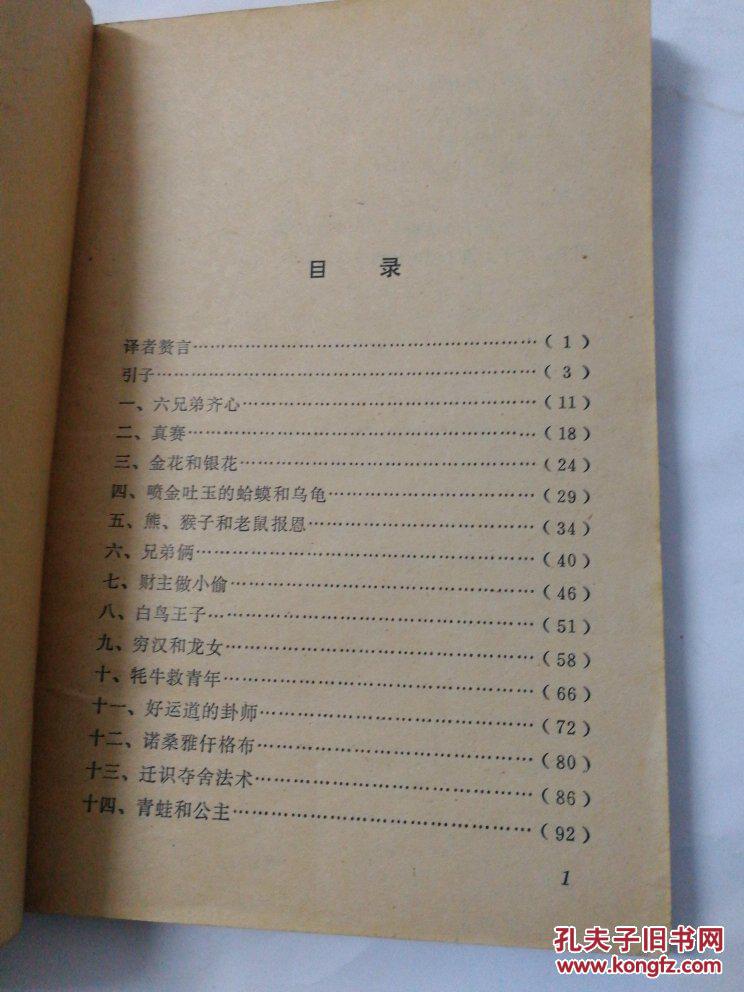 目 录
译者赘言………………………………………………( 1 )
引子……………………………………………………( 3 )
一、六兄弟齐心………………………………………(11)
二、真赛………………………………………………(18)
三、金花和银花………………………………………(24)
四、喷金吐玉的蛤蟆和乌龟…………………………(29)
五、熊、猴子和老鼠报恩……………………………(34)
六、兄弟俩……………………………………………(40)
七、财主做小偷………………………………………(46)
八、白鸟王子…………………………………………(51)
九、穷汉和龙女………………………………………(58)
十、牦牛救青年………………………………………(66)
十一、好运道的卦师…………………………………(72)
十二、诺桑雅仔格布…………………………………(80)
十三、迁识夺舍法术…………………………………(86)
十四、青蛙和公主……………………………………(92)
1
孔夫子旧书网
www.kongfz.com